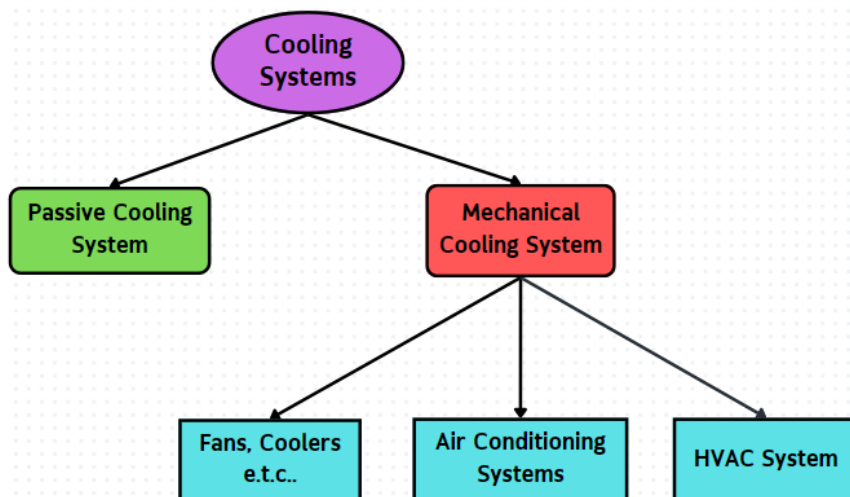 Cooling
Systems
Passive Cooling
System
Mechanical
Cooling System
Fans, Coolers
e.t.c..
Air Conditioning
Systems
HVAC System